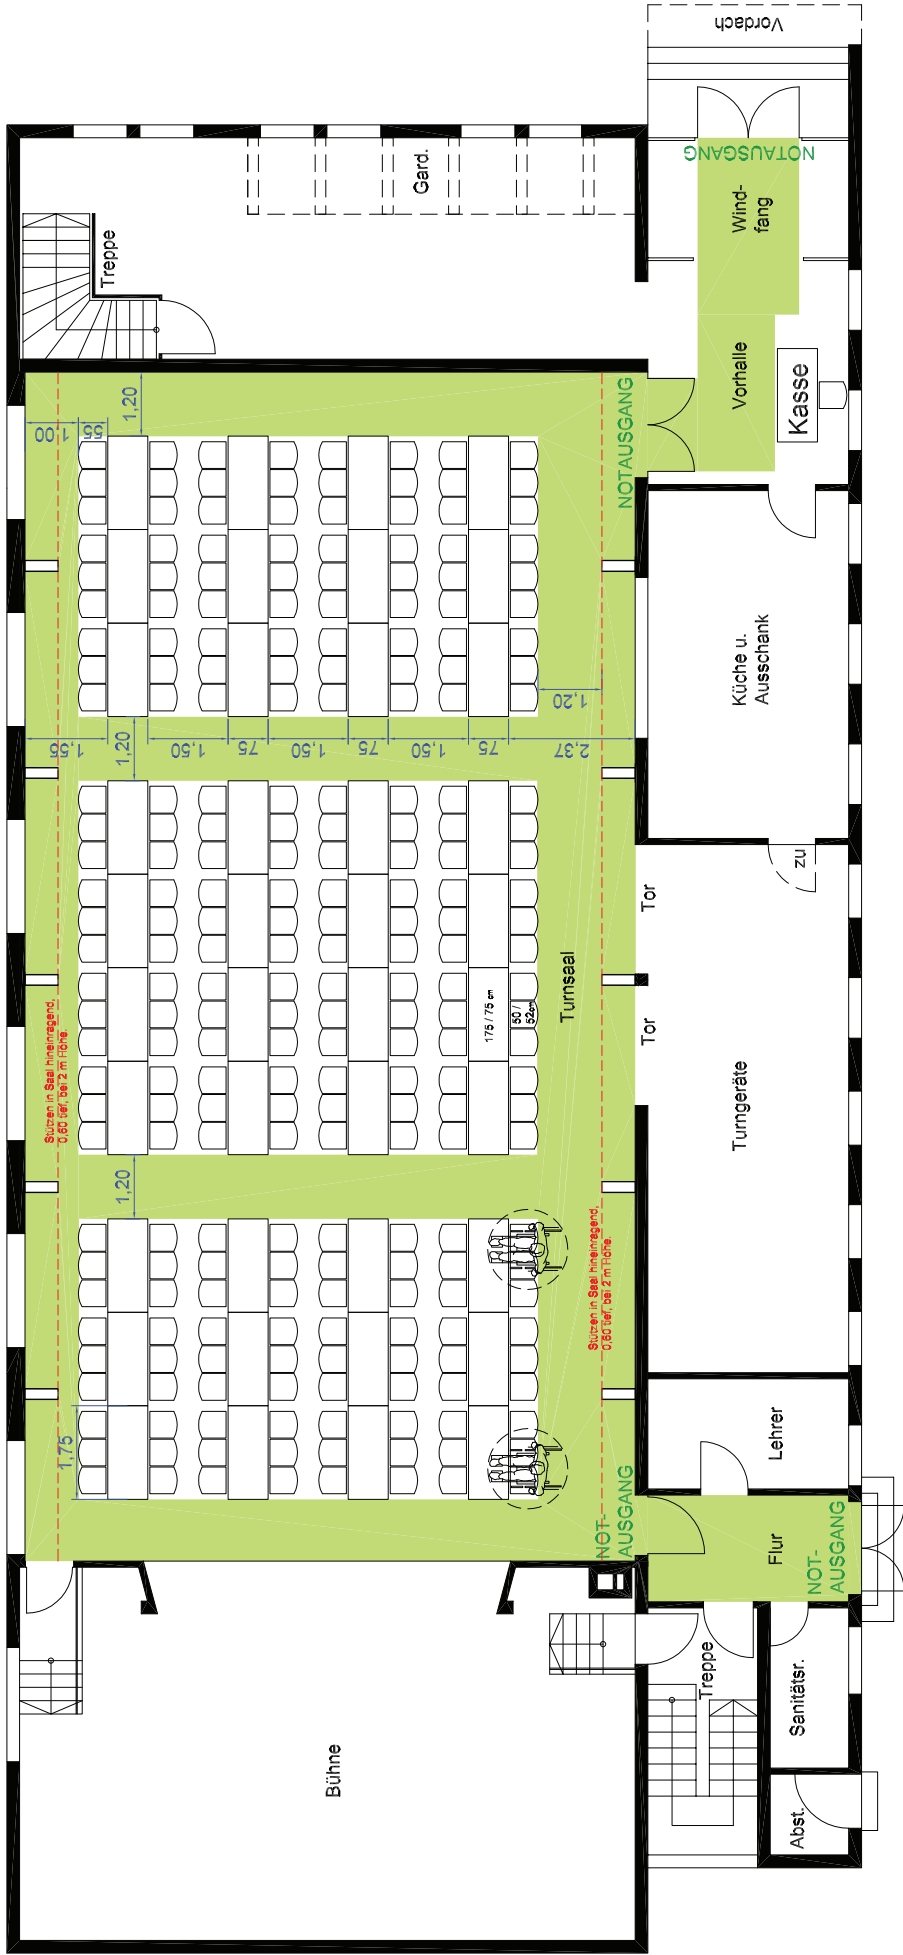 Vordach
NOTAUSGANG
Wind-
fang
Gard.
Treppe
1,00
55
1,20
NOTAUSGANG
Vorhalle
Kasse
1,20
Küche u.
Ausschank
1,55
1,20
1,50
75
1,50
75
1,50
75
2,37
zu
Tor
Tor
Turnsaal
175 / 75 cm
50 /
52cm
Stützen in Saal hineinragend,
0,60 tief, bei 2 m Höhe.
Turngeräte
1,20
Stützen in Saal hineinragend,
0,60 tief, bei 2 m Höhe.
1,75
Lehrer
NOT-
AUSGANG
Flur
NOT-
AUSGANG
Treppe
Sanitätsr.
Bühne
Abst.